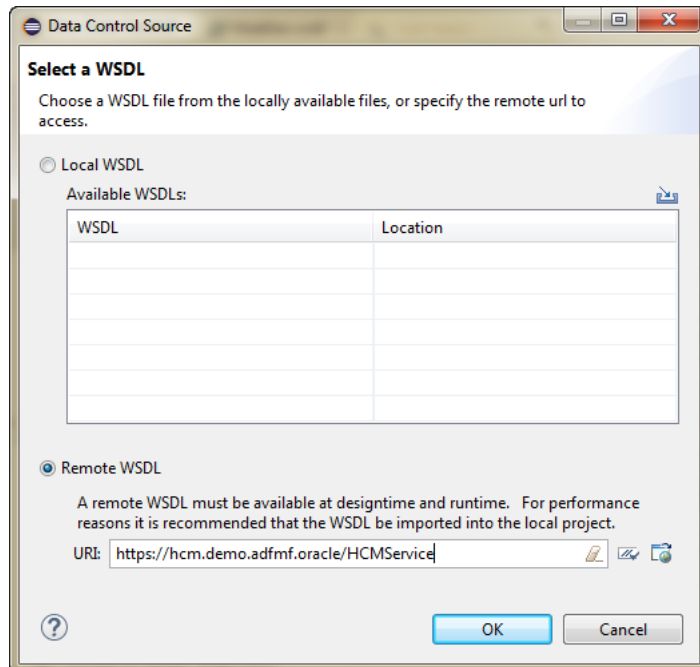 Data Control Source
Select a WSDL
Choose a WSDL file from the locally available files, or specify the remote url to
access.
Local WSDL
Available WSDLs:
WSDL Location
Remote WSDL
A remote WSDL must be available at designtime and runtime. For performance
reasons it is recommended that the WSDL be imported into the local project.
URI: https://hcm.demo.adfmf.oracle/HCMService
OK Cancel